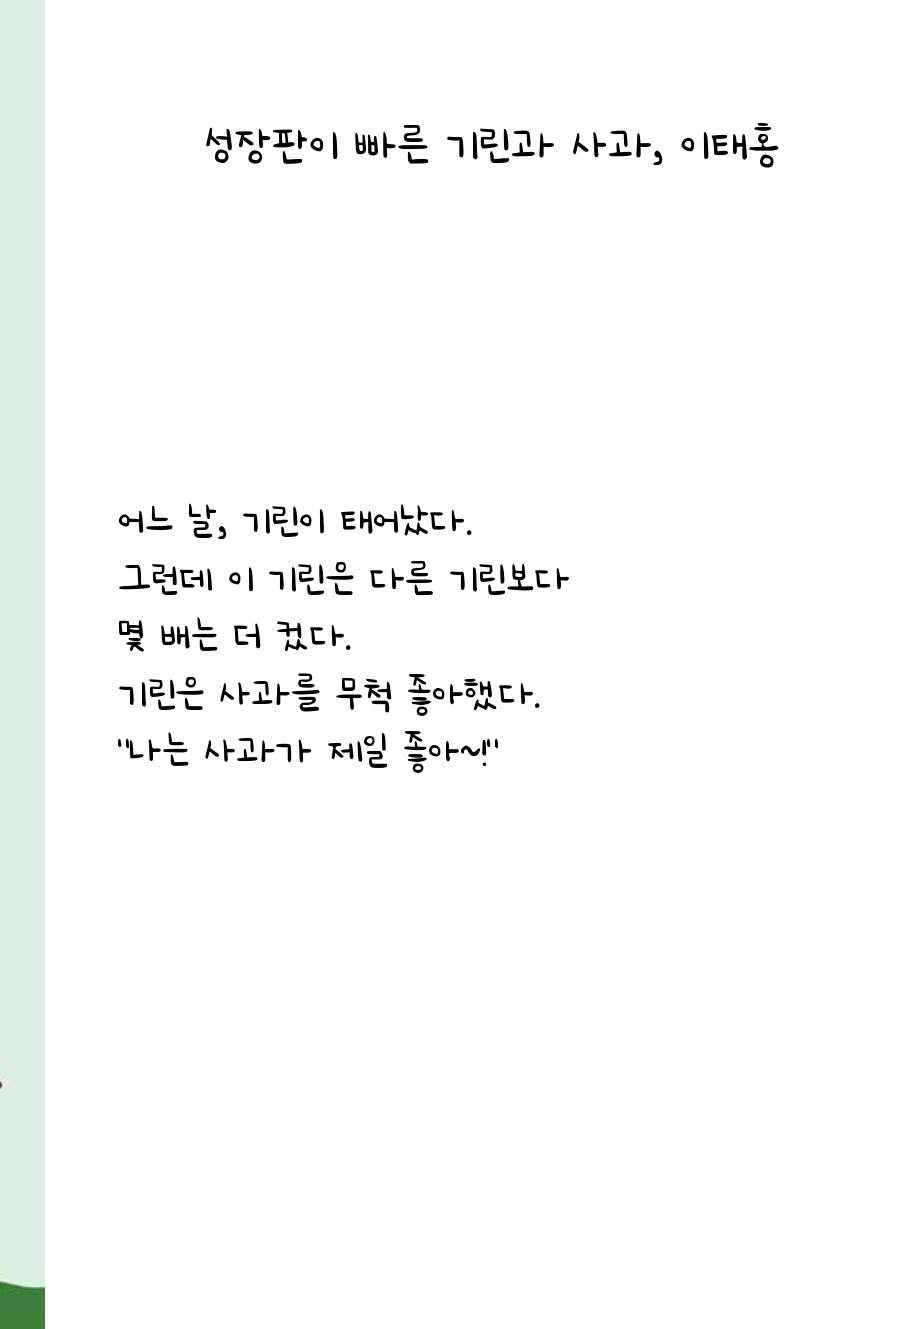 성장판이 빠른 기린과 사과, 이태홍
어느 날, 기린이 태어났다.
그런데 이 기린은 다른 기린보다
몇 배는 더 컸다.
기린은 사과를 무척 좋아했다.
"나는 사과가 제일 좋아~!"